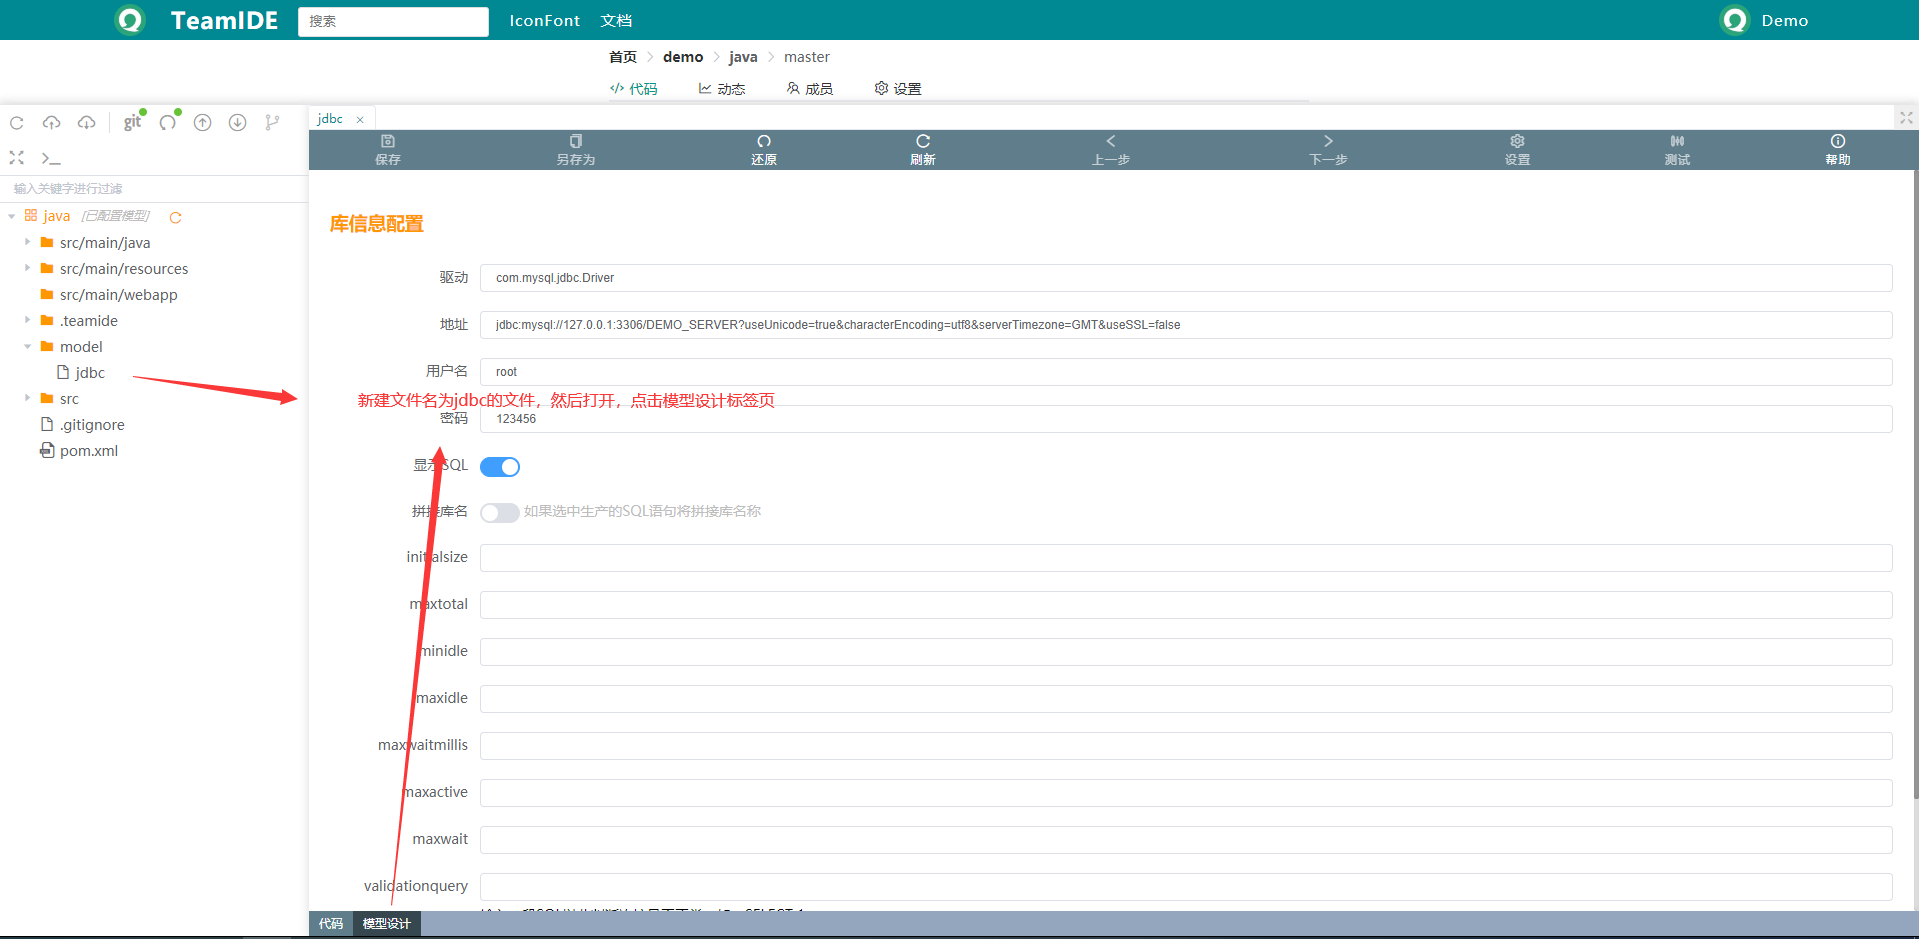 TeamIDE
搜索
IconFont
文档
Demo
首页
demo
java
master
代码
动态
成员
设置
git
jdbc
保存
另存为
还原
刷新
上一步
下一步
设置
测试
帮助
输入关键字进行过滤
java [已配置模型]
src/main/java
src/main/resources
src/main/webapp
.teamide
model
jdbc
src
.gitignore
pom.xml
库信息配置
驱动 com.mysql.jdbc.Driver
地址 jdbc:mysql://127.0.0.1:3306/DEMO_SERVER?useUnicode=true&characterEncoding=utf8&serverTimezone=GMT&useSSL=false
用户名 root
新建文件名为jdbc的文件，然后打开，点击模型设计标签页
密码 123456
显示SQL
拼接库名 如果选中生产的SQL语句将拼接库名称
initialsize
maxtotal
minidle
maxidle
maxwaitmillis
maxactive
maxwait
validationquery
代码
模型设计